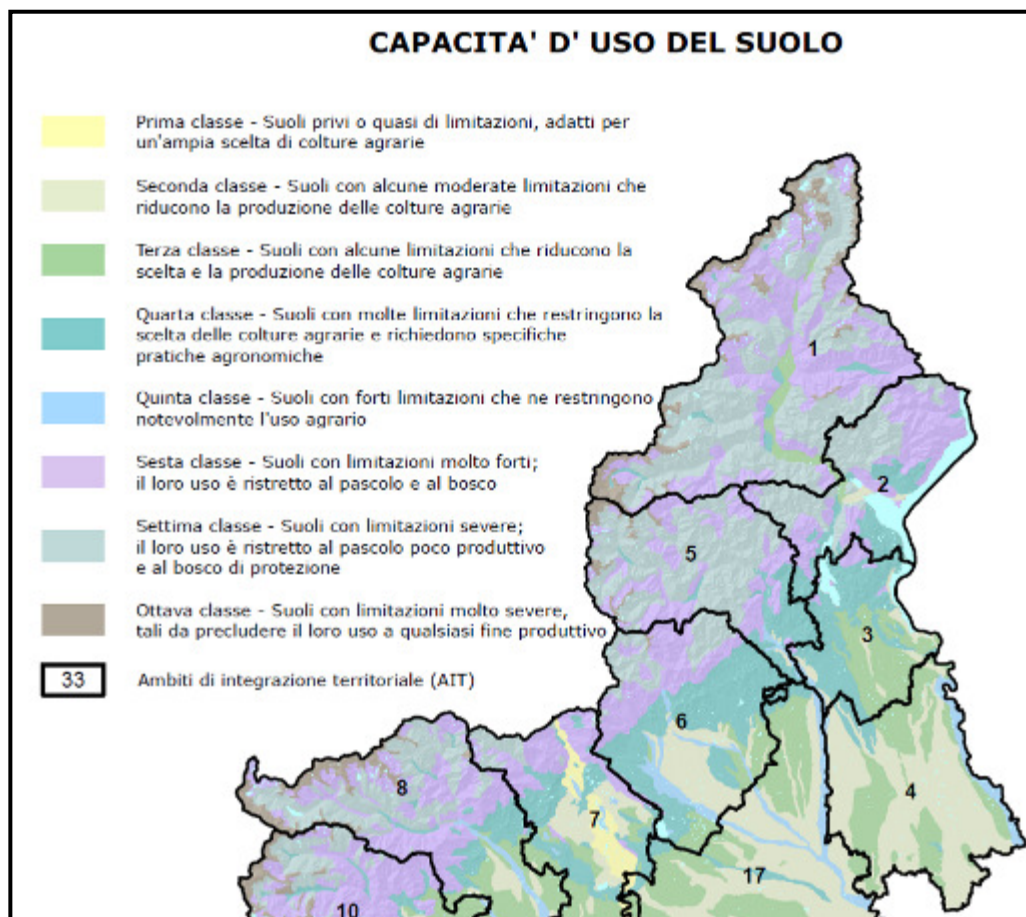 CAPACITA' D' USO DEL SUOLO
Prima classe - Suoli privi o quasi di limitazioni, adatti per
un'ampia scelta di colture agrarie
Seconda classe - Suoli con alcune moderate limitazioni che
riducono la produzione delle colture agrarie
Terza classe - Suoli con alcune limitazioni che riducono la
scelta e la produzione delle colture agrarie
Quarta classe - Suoli con molte limitazioni che restringono la
scelta delle colture agrarie e richiedono specifiche
pratiche agronomiche
Quinta classe - Suoli con forti limitazioni che ne restringono
notevolmente l'uso agrario
Sesta classe - Suoli con limitazioni molto forti;
il loro uso è ristretto al pascolo e al bosco
Settima classe - Suoli con limitazioni severe;
il loro uso è ristretto al pascolo poco produttivo
e al bosco di protezione
Ottava classe - Suoli con limitazioni molto severe,
tali da precludere il loro uso a qualsiasi fine produttivo
33 Ambiti di integrazione territoriale (AIT)
1
2
5
3
6
4
8
7
17
10